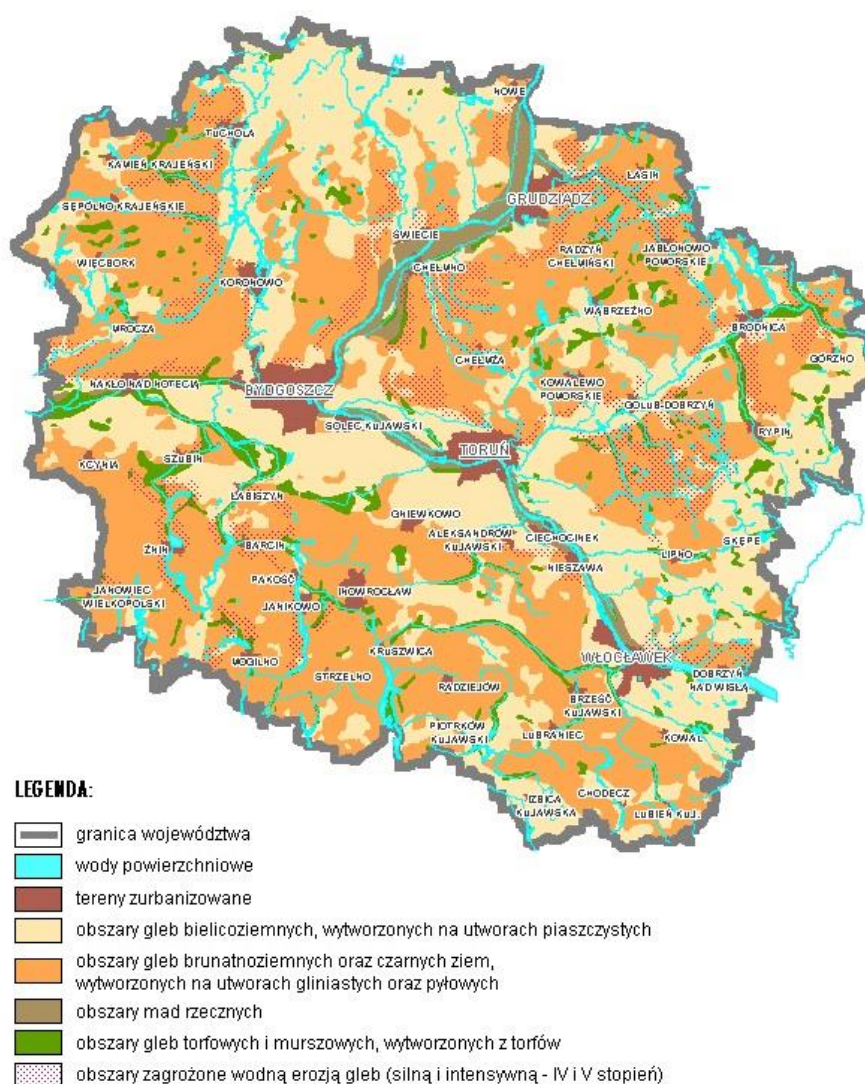 NOWE
TUCHOLA
KAMIEŃ KRAJEŃSKI
ŁASIN
GRUDZIĄDZ
SĘPÓLNO KRAJEŃSKIE
ŚWIECIE
RADZYŃ
CHEŁMIŃSKI
JABŁONOWO
POMORSKIE
WIĘCBORK
CHEŁMNO
KORONOWO
WĄBRZEŹNO
MROCZA
BRODNICA
CHEŁMŻA
GÓRZNO
NAKŁO NAD NOTECIĄ
BYDGOSZCZ
KOWALEWO
POMORSKIE
GOLUB-DOBRZYŃ
SOLEC KUJAWSKI
RYPIN
TORUŃ
KCYNIA
SZUBIN
ŁABISZYN
GNIEWKOWO
ALEKSANDRÓW
KUJAWSKI
CIECHOCINEK
SKĘPE
ŻNIN
BARCIN
LIPNO
NIESZAWA
PAKOŚĆ
JANOWIEC
WIELKOPOLSKI
JANIKOWO
INOWROCŁAW
KRUSZWICA
MOGILNO
WŁOCŁAWEK
STRZELNO
DOBRZYŃ
NAD WISŁĄ
RADZIEJÓW
BRZEŚĆ
KUJAWSKI
PIOTRKÓW
KUJAWSKI
LUBRANIEC
KOWAL
IZBICA
KUJAWSKA
CHODECZ
LUBIEŃ KUJ.
LEGENDA:
granica województwa
wody powierzchniowe
tereny zurbanizowane
obszary gleb bielicoziemnych, wytworzonych na utworach piaszczystych
obszary gleb brunatnoziemnych oraz czarnych ziem,
wytworzonych na utworach gliniastych oraz pyłowych
obszary mad rzecznych
obszary gleb torfowych i murszowych, wytworzonych z torfów
obszary zagrożone wodną erozją gleb (silną i intensywną - IV i V stopień)